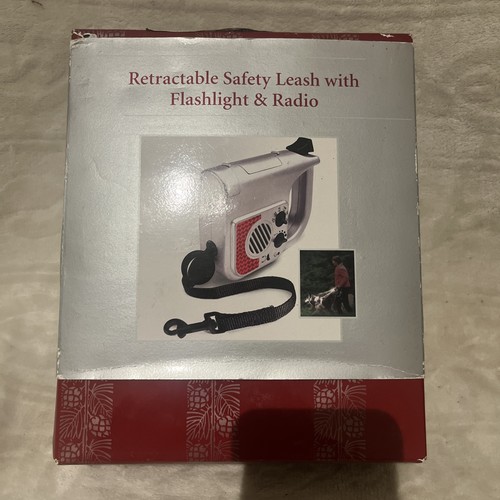 Retractable Safety Leash with
Flashlight & Radio